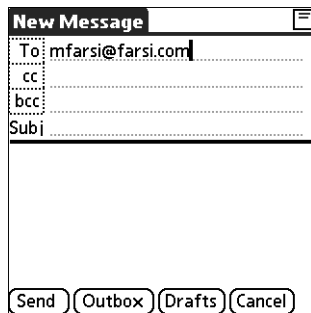 New Message
To mfarsi@farsi.com
cc
bcc
Subj
Send Outbox Drafts Cancel